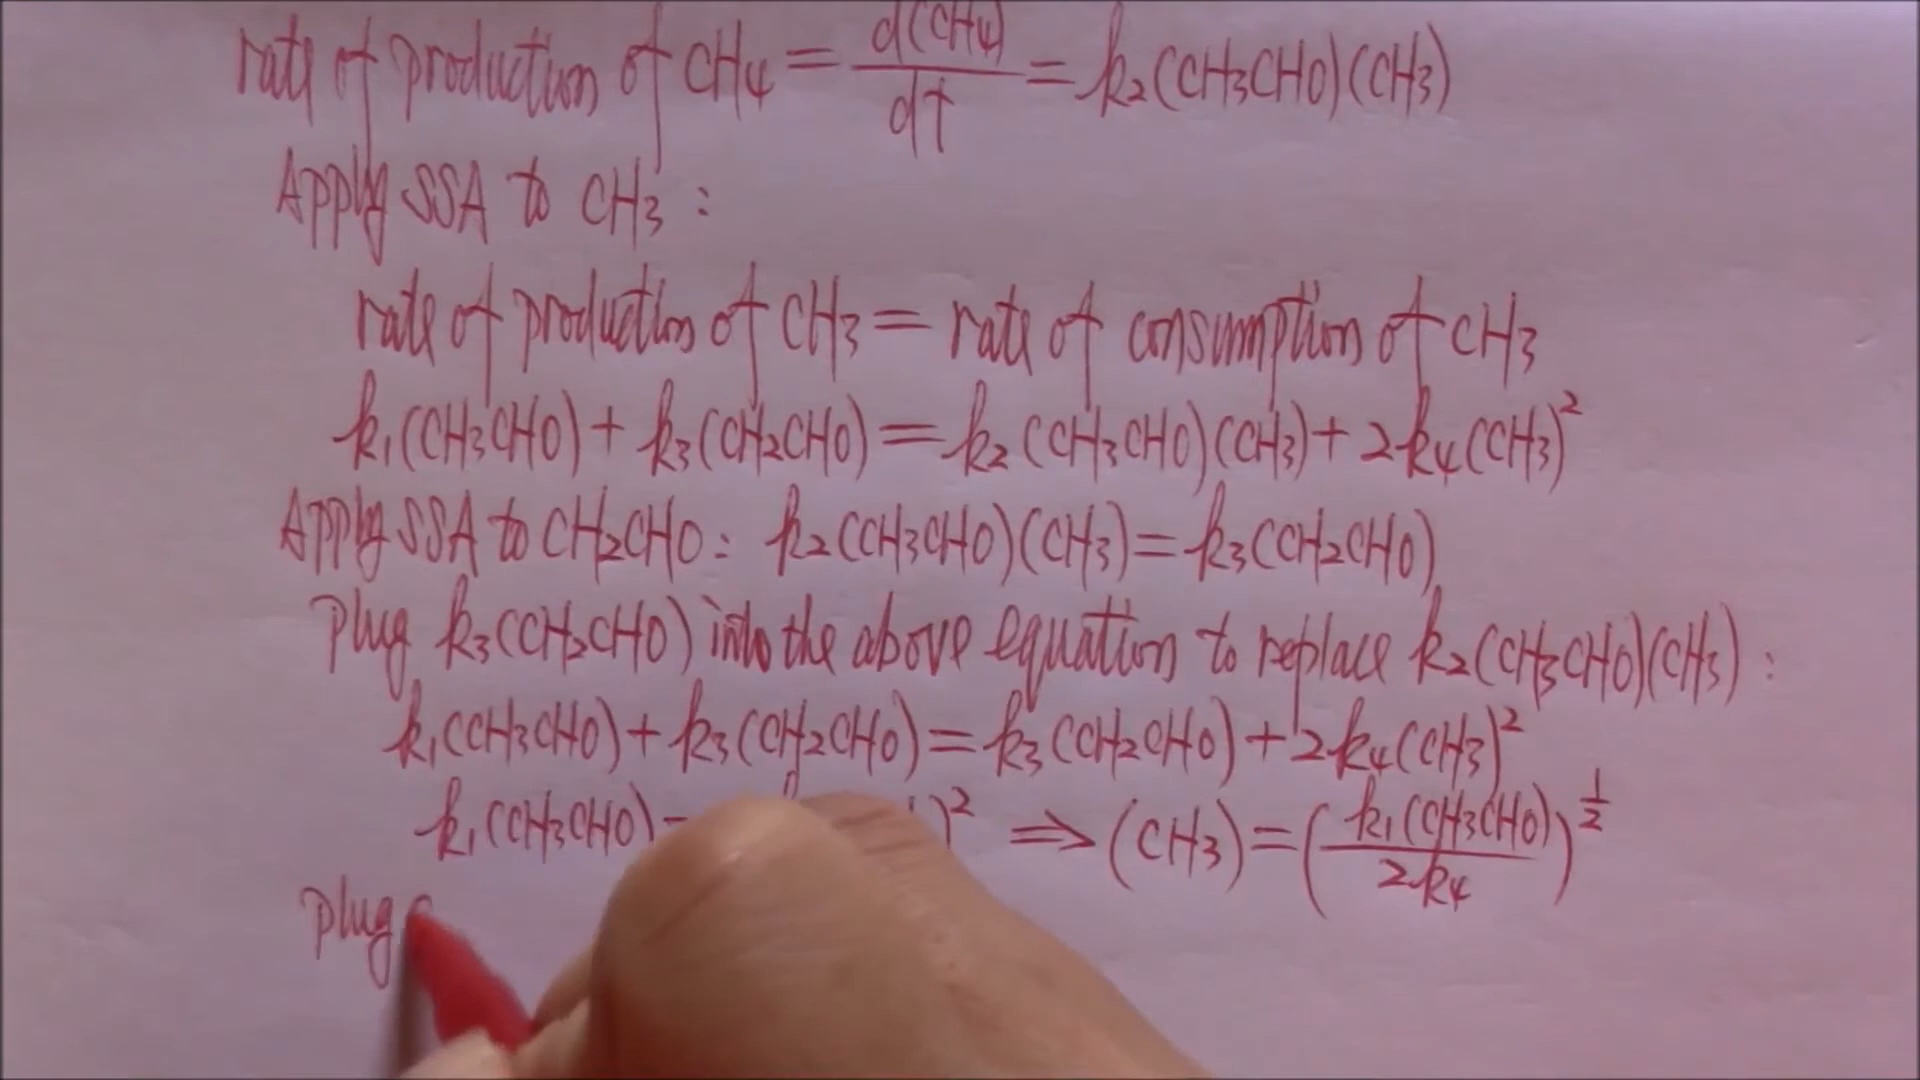 rate of production of CH4 = d(CH4)/dt = k2(CH3CHO)(CH3)
Apply SSA to CH3:
rate of production of CH3 = rate of consumption of CH3
k1(CH3CHO) + k3(CH2CHO) = k2(CH3CHO)(CH3) + 2k4(CH3)²
Apply SSA to CH2CHO: k2(CH3CHO)(CH3) = k3(CH2CHO)
Plug k3(CH2CHO) into the above equation to replace k2(CH3CHO)(CH3):
k1(CH3CHO) + k3(CH2CHO) = k3(CH2CHO) + 2k4(CH3)²
k1(CH3CHO) = )² ⇒ (CH3) = (k1(CH3CHO)/2k4)^1/2
Plug